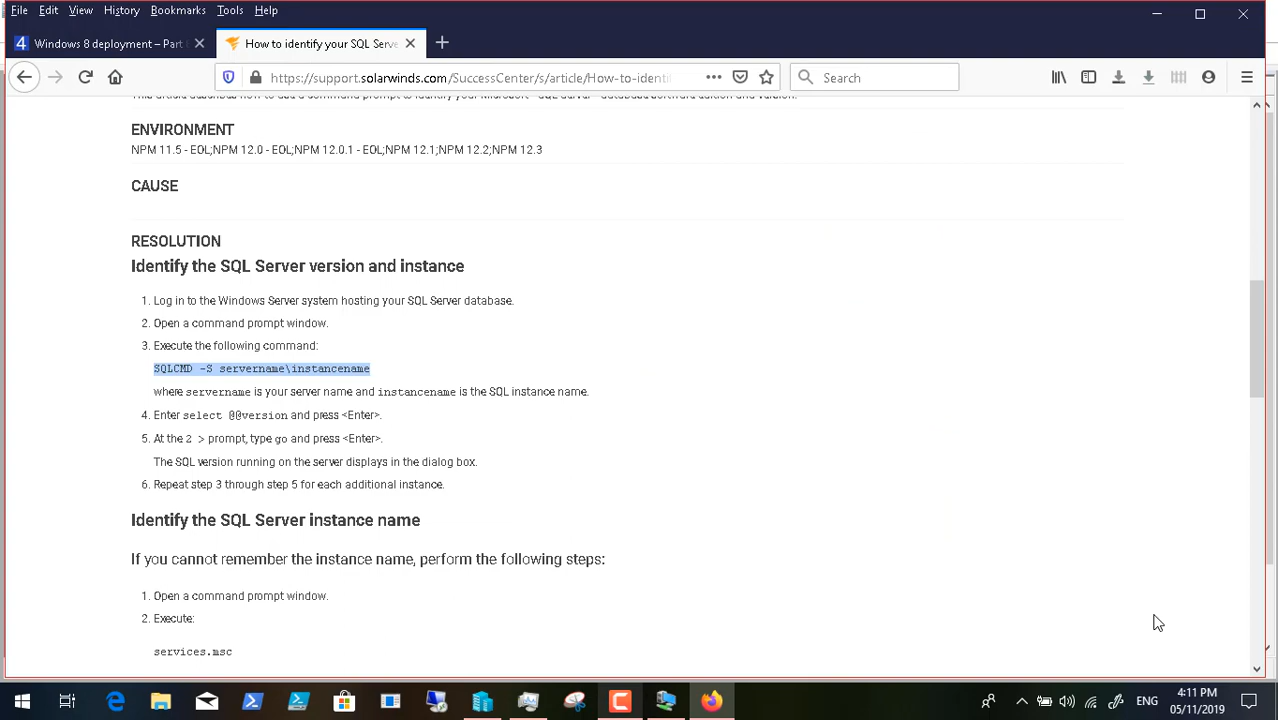 File Edit View History Bookmarks Tools Help
4 Windows 8 deployment – Part
How to identify your SQL Serve
https://support.solarwinds.com/SuccessCenter/s/article/How-to-identi
Search
ENVIRONMENT
NPM 11.5 - EOL;NPM 12.0 - EOL;NPM 12.0.1 - EOL;NPM 12.1;NPM 12.2;NPM 12.3
CAUSE
RESOLUTION
Identify the SQL Server version and instance
1. Log in to the Windows Server system hosting your SQL Server database.
2. Open a command prompt window.
3. Execute the following command:
SQLCMD -S servername\instancename
where servername is your server name and instancename is the SQL instance name.
4. Enter select @@version and press <Enter>.
5. At the 2 > prompt, type go and press <Enter>.
The SQL version running on the server displays in the dialog box.
6. Repeat step 3 through step 5 for each additional instance.
Identify the SQL Server instance name
If you cannot remember the instance name, perform the following steps:
1. Open a command prompt window.
2. Execute:
services.msc
ENG
4:11 PM
05/11/2019